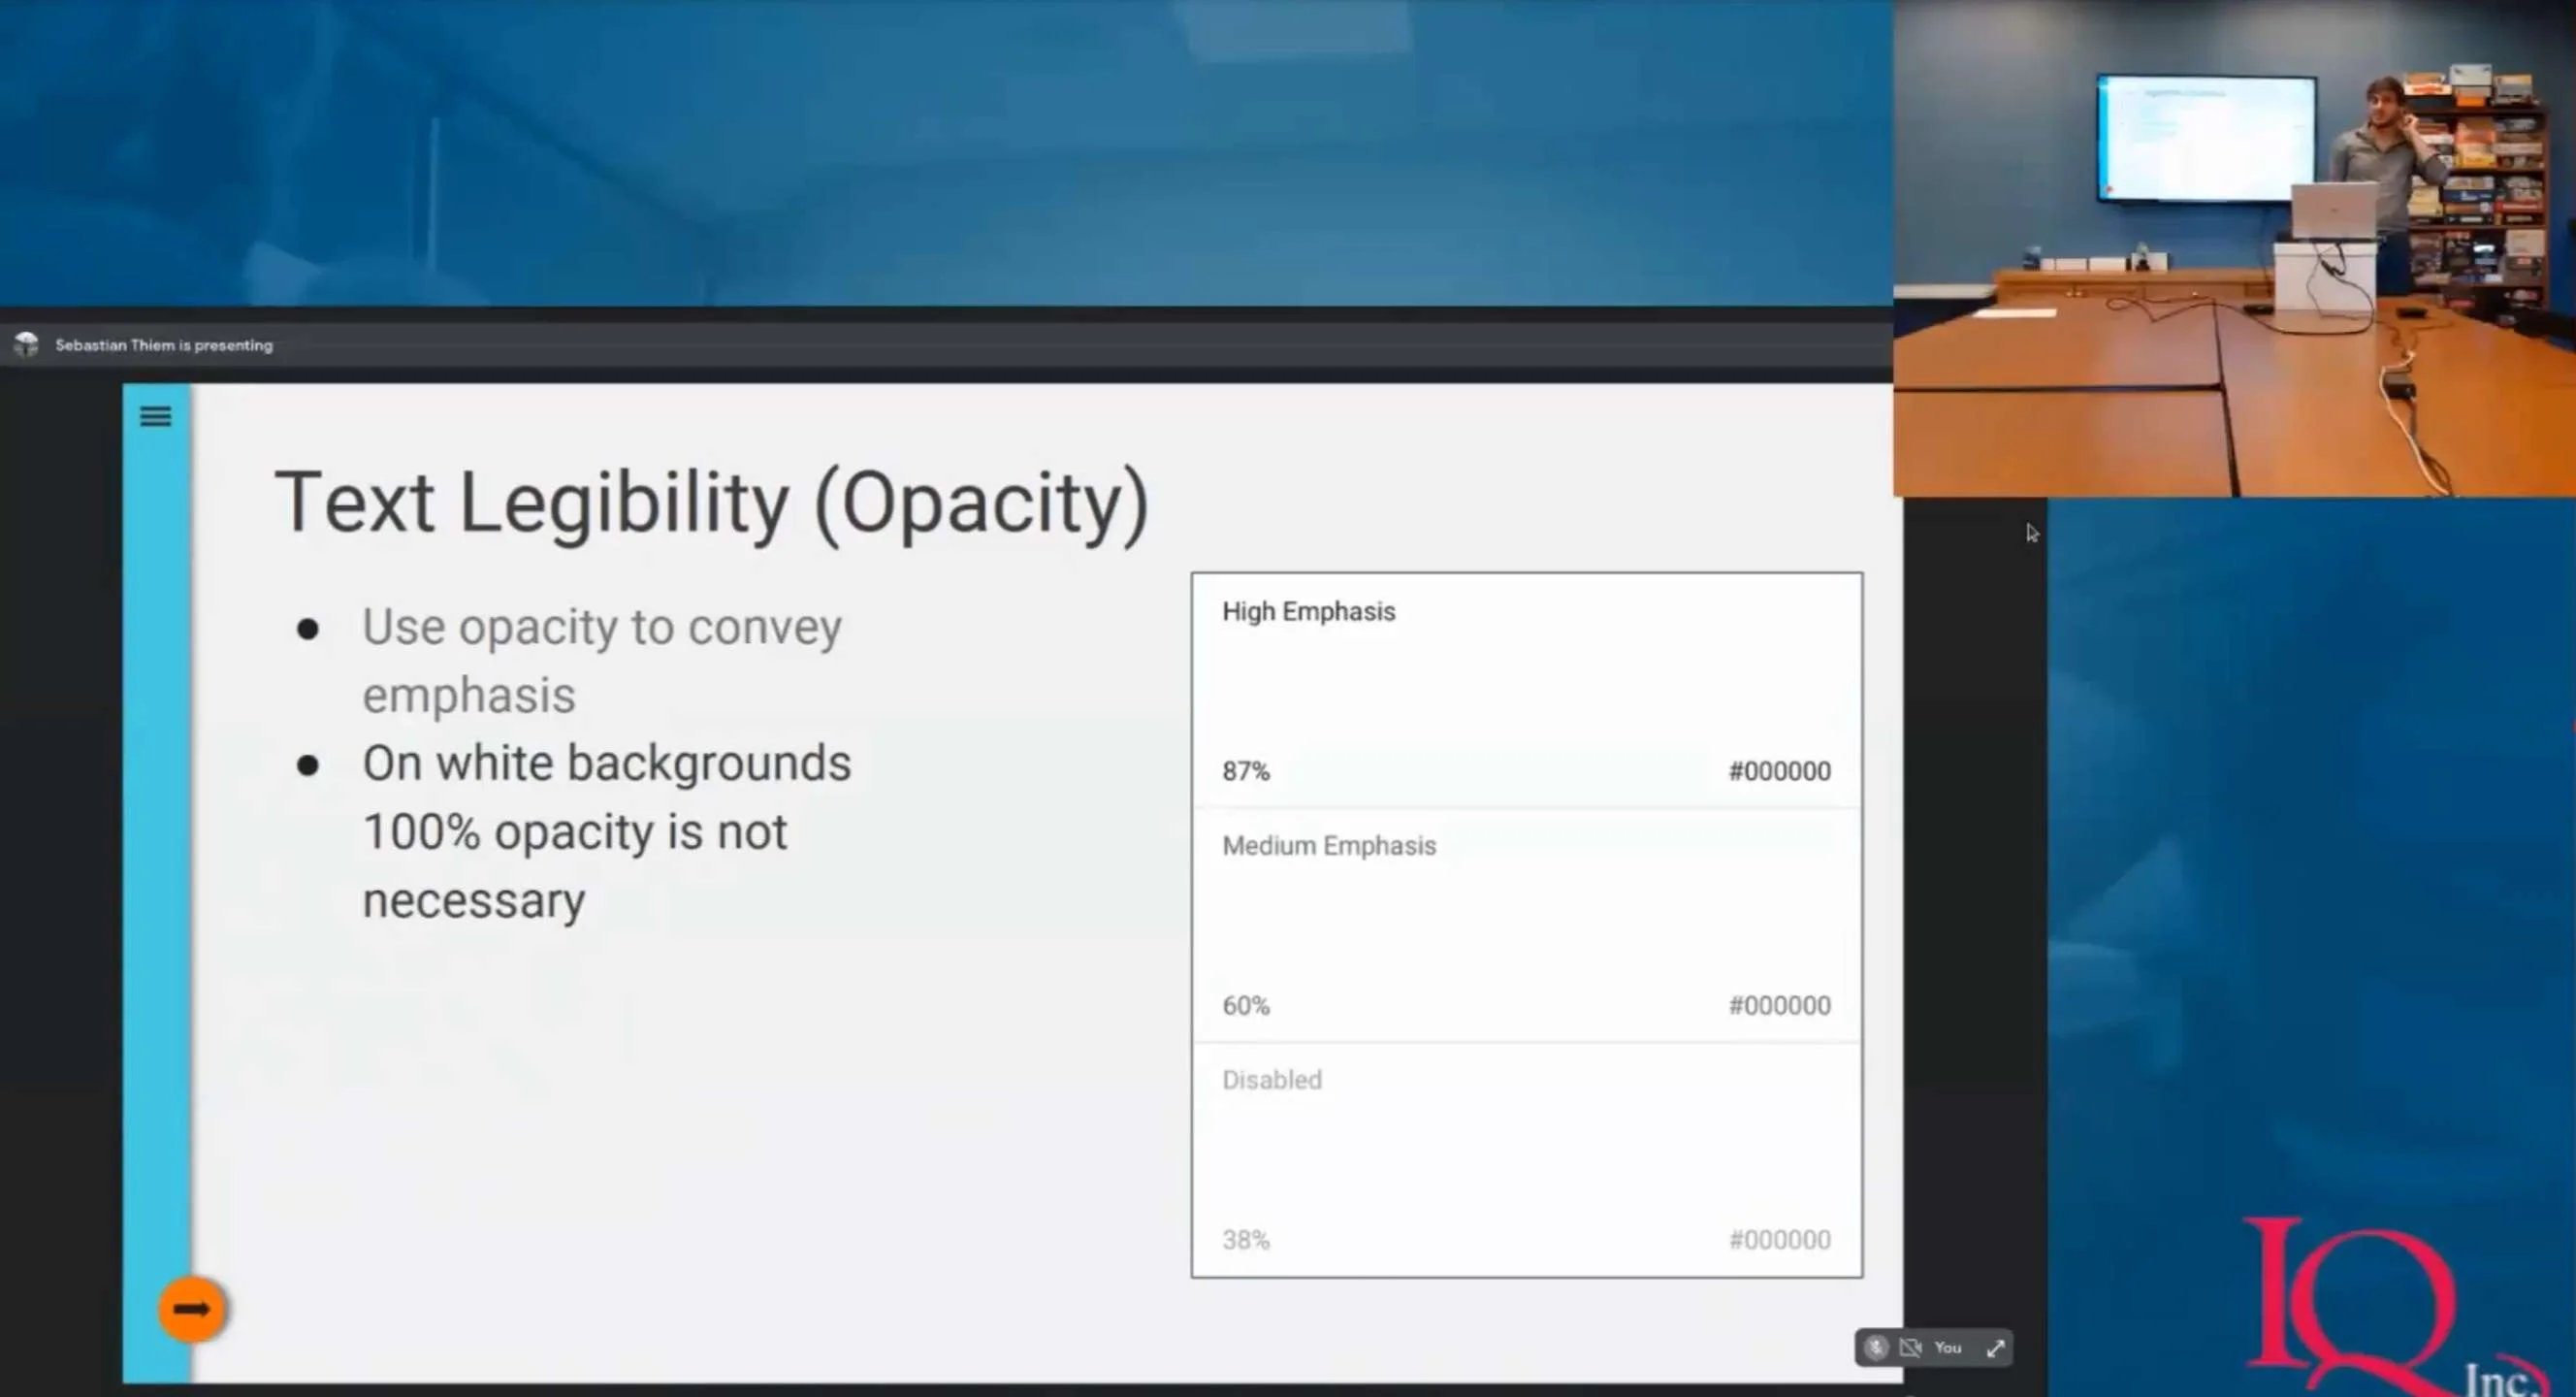 Sebastian Thiem is presenting
Text Legibility (Opacity)
● Use opacity to convey
emphasis
● On white backgrounds
100% opacity is not
necessary
High Emphasis
87% #000000
Medium Emphasis
60% #000000
Disabled
38% #000000
You
IQ
Inc.